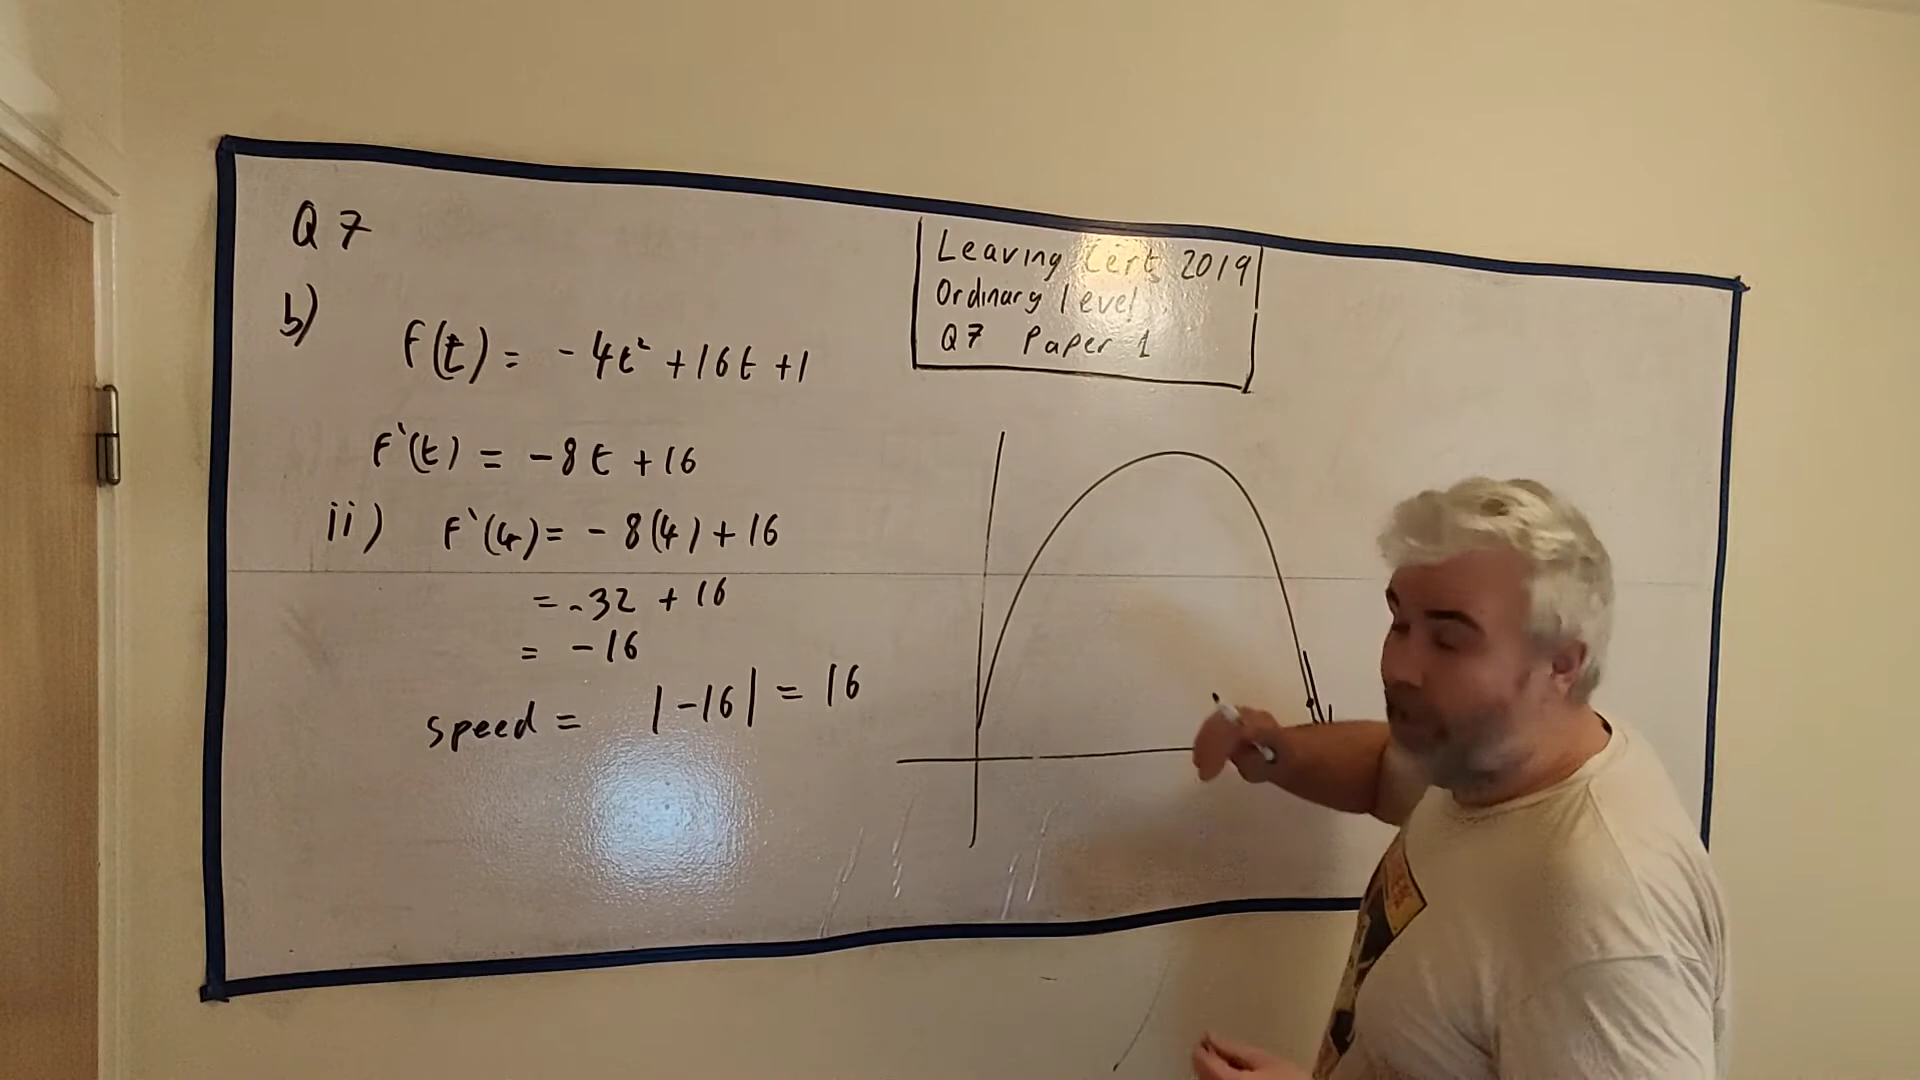 Q7
b)
F(t) = -4t² +16t +1
F`(t) = -8t +16
ii) F`(4) = - 8(4) + 16
= -32 + 16
= -16
speed = |-16| = 16
Leaving Cert 2019
Ordinary level
Q7 Paper 1